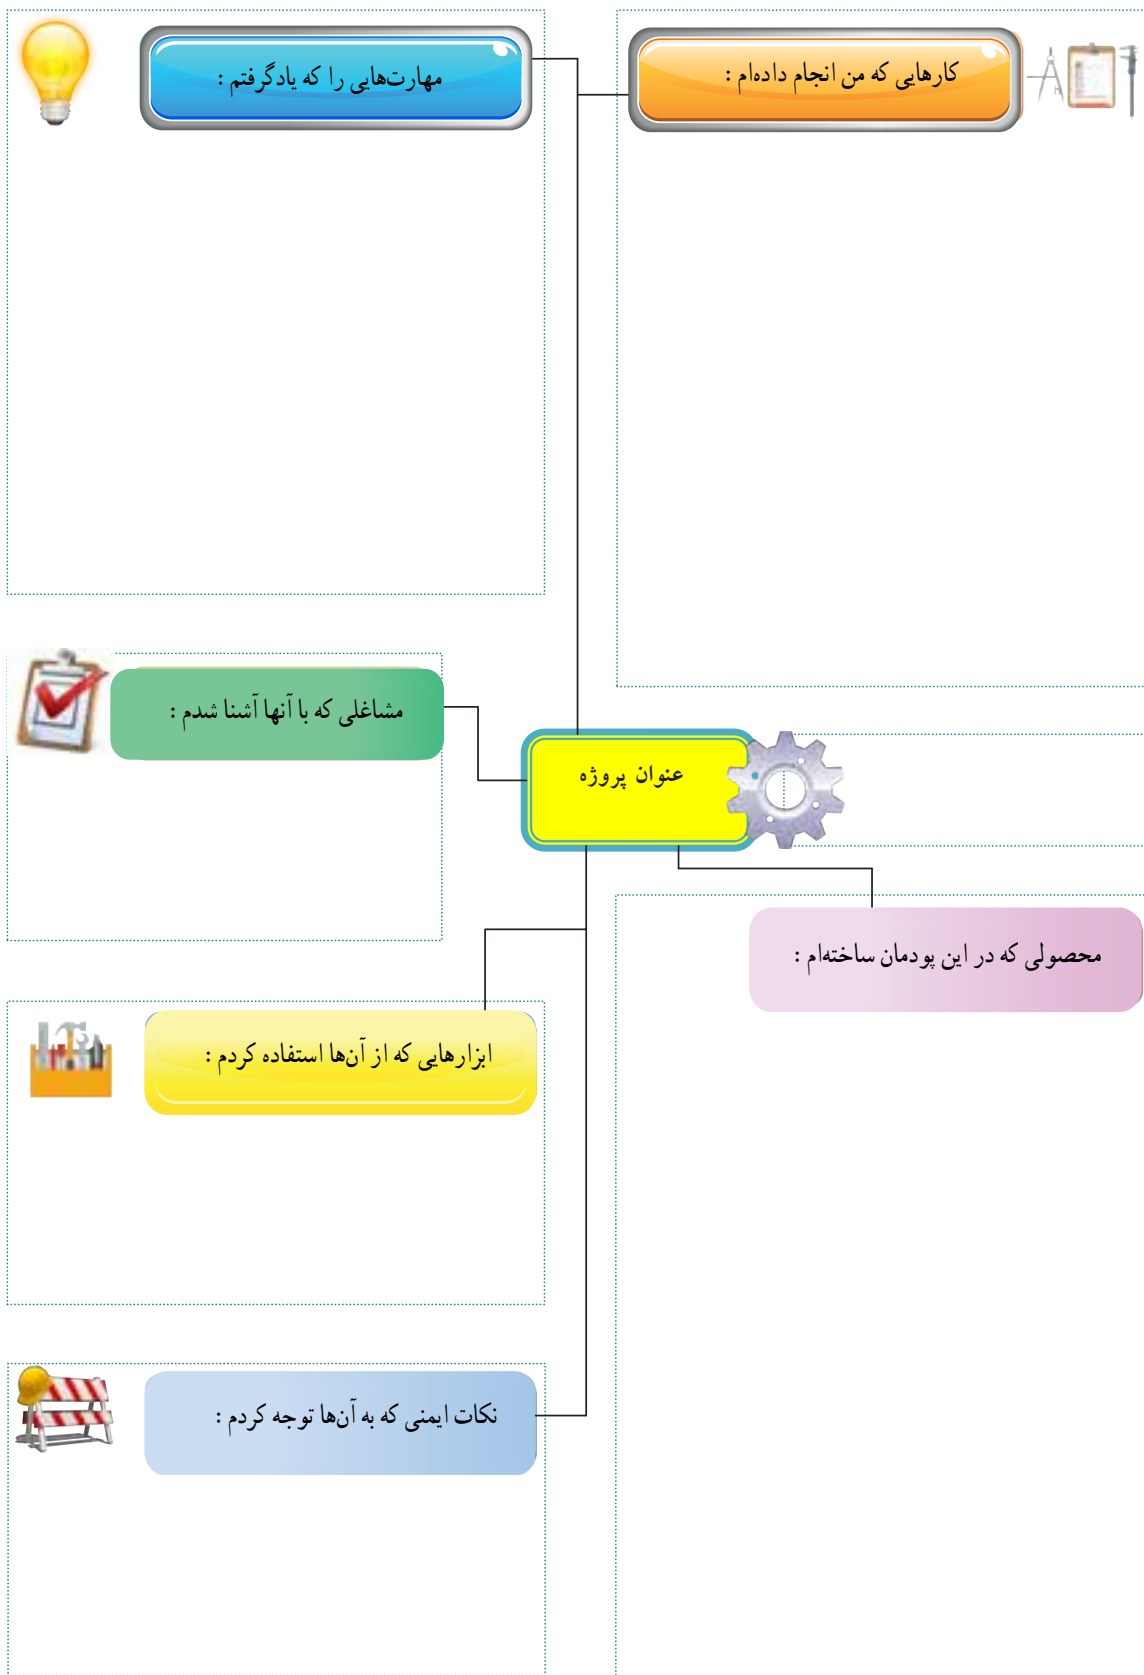 کارهایی که من انجام داده‌ام :
مهارت‌هایی را که یادگرفتم :
مشاغلی که با آنها آشنا شدم :
عنوان پروژه
محصولی که در این پودمان ساخته‌ام :
ابزارهایی که از آن‌ها استفاده کردم :
نکات ایمنی که به آن‌ها توجه کردم :